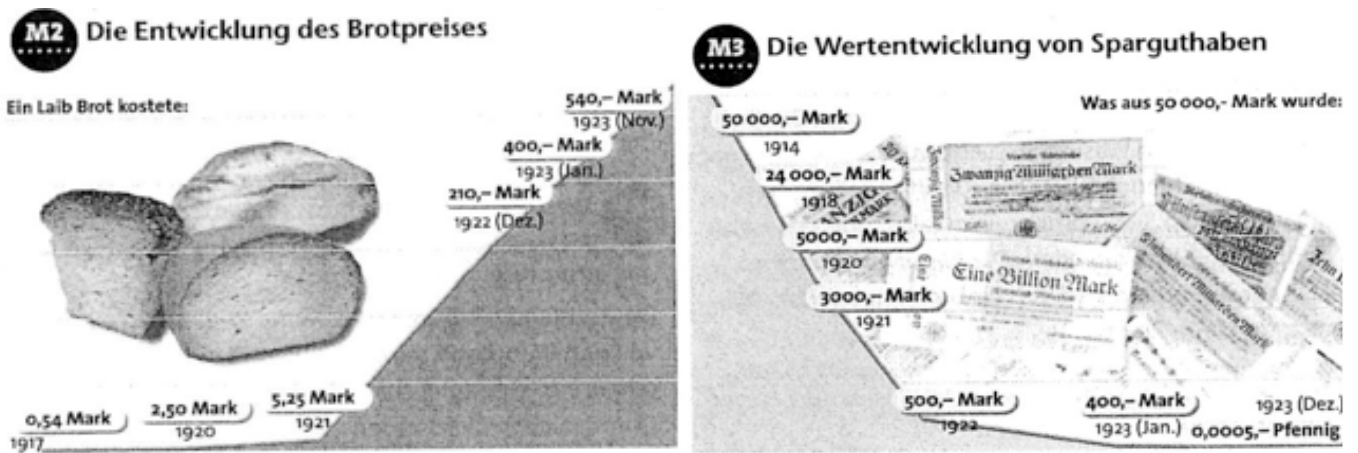 M2 Die Entwicklung des Brotpreises
Ein Laib Brot kostete:
540,– Mark
1923 (Nov.)
400,– Mark
1923 (Jan.)
210,– Mark
1922 (Dez.)
5,25 Mark
1921
2,50 Mark
1920
0,54 Mark
1917
M3 Die Wertentwicklung von Sparguthaben
Was aus 50 000,- Mark wurde:
50 000,– Mark
1914
24 000,– Mark
1918
5000,– Mark
1920
3000,– Mark
1921
500,– Mark
1922
400,– Mark
1923 (Jan.)
1923 (Dez.)
0,0005,– Pfennig
Zwanzig Milliarden Mark
Eine Billion Mark